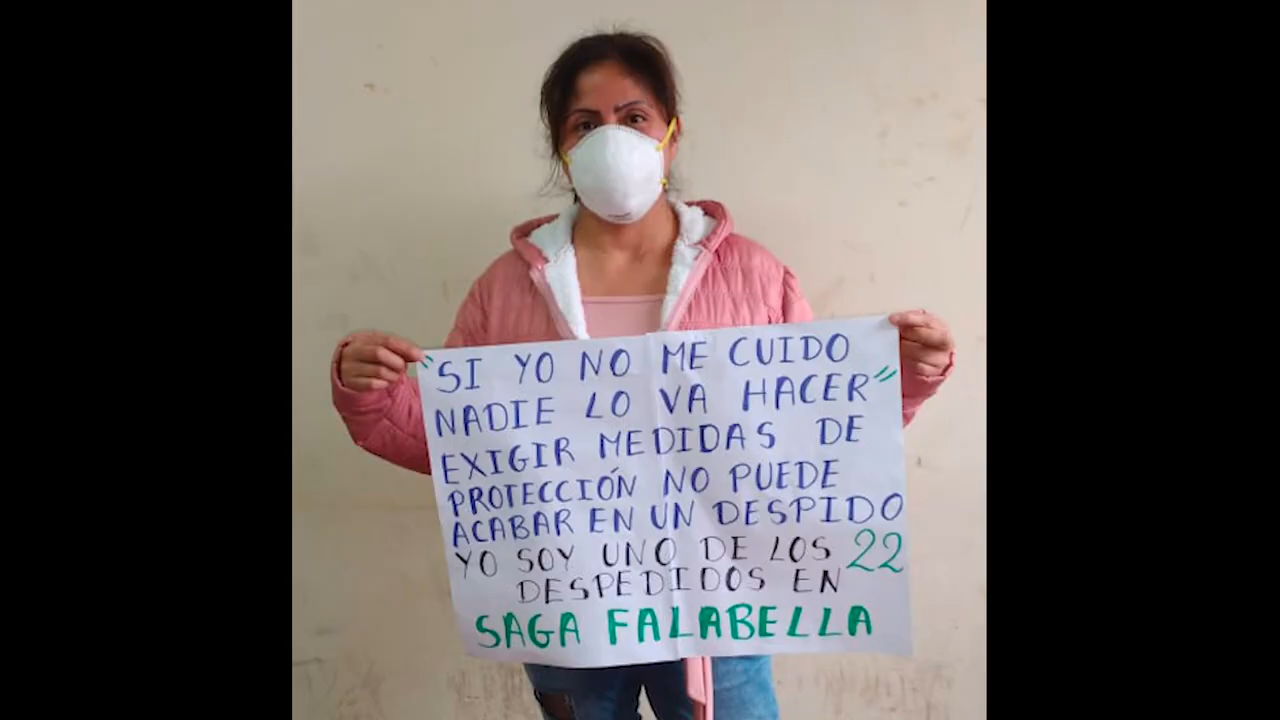 "SI YO NO ME CUIDO
NADIE LO VA HACER"
EXIGIR MEDIDAS DE
PROTECCIÓN NO PUEDE
ACABAR EN UN DESPIDO
YO SOY UNO DE LOS 22
DESPEDIDOS EN
SAGA FALABELLA